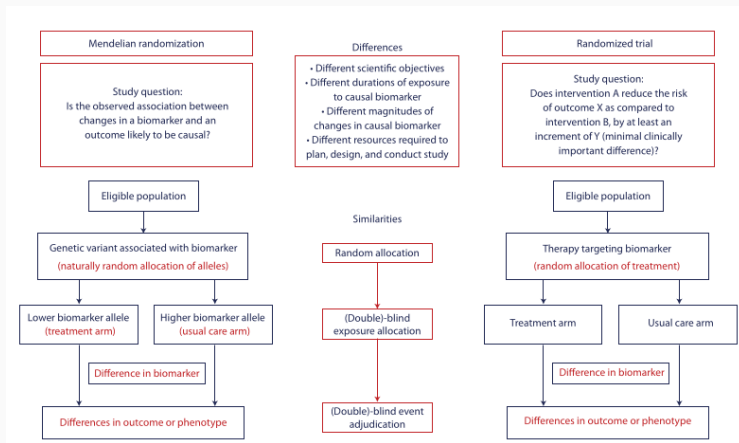 Mendelian randomization
Study question:
Is the observed association between
changes in a biomarker and an
outcome likely to be causal?
Eligible population
Genetic variant associated with biomarker
(naturally random allocation of alleles)
Lower biomarker allele
(treatment arm)
Higher biomarker allele
(usual care arm)
Difference in biomarker
Differences in outcome or phenotype
Differences
• Different scientific objectives
• Different durations of exposure
to causal biomarker
• Different magnitudes of
changes in causal biomarker
• Different resources required to
plan, design, and conduct study
Similarities
Random allocation
(Double)-blind
exposure allocation
(Double)-blind event
adjudication
Randomized trial
Study question:
Does intervention A reduce the risk
of outcome X as compared to
intervention B, by at least an
increment of Y (minimal clinically
important difference)?
Eligible population
Therapy targeting biomarker
(random allocation of treatment)
Treatment arm
Usual care arm
Difference in biomarker
Differences in outcome or phenotype